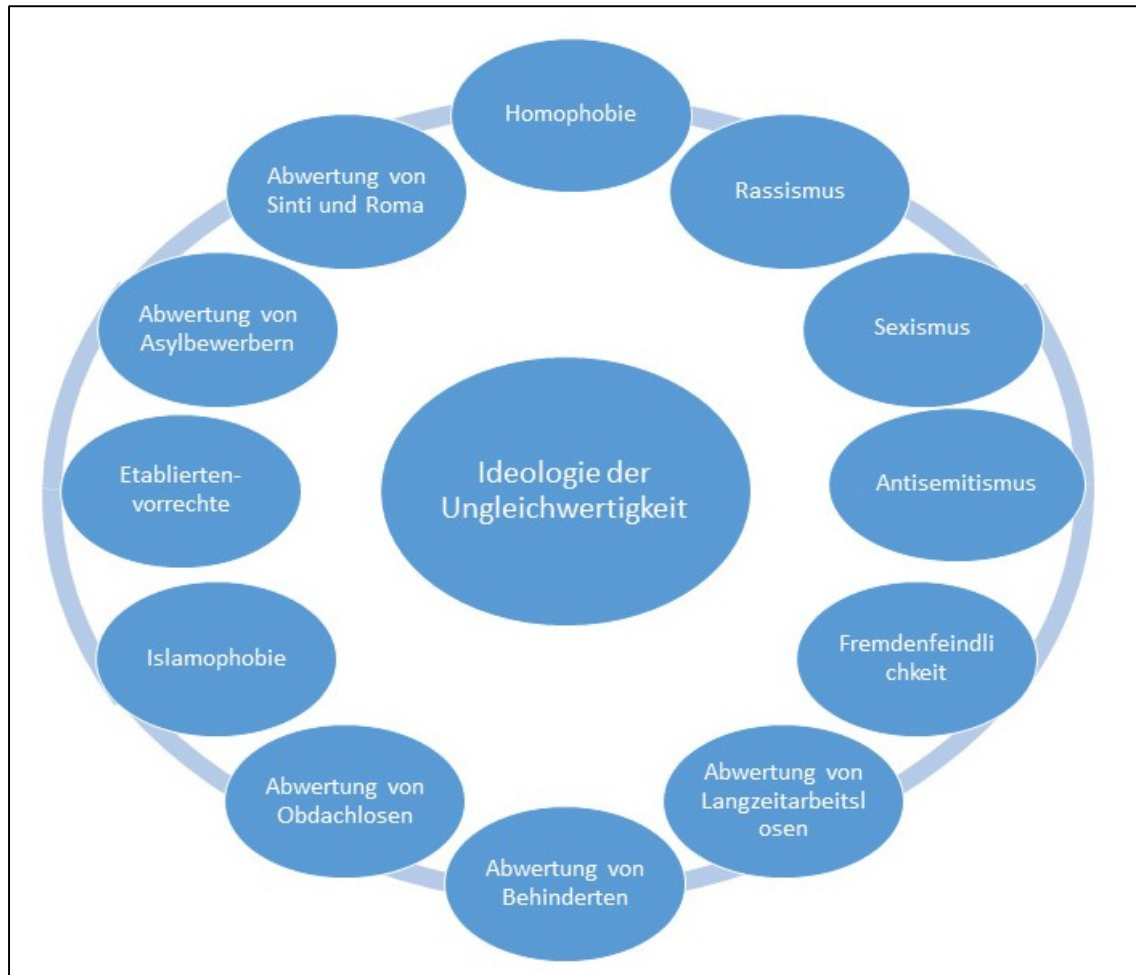 Homophobie
Rassismus
Sexismus
Antisemitismus
Fremdenfeindli
chkeit
Abwertung von
Langzeitarbeitsl
osen
Abwertung von
Behinderten
Abwertung von
Obdachlosen
Islamophobie
Etablierten-
vorrechte
Abwertung von
Asylbewerbern
Abwertung von
Sinti und Roma
Ideologie der
Ungleichwertigkeit